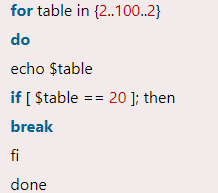 for table in {2..100..2}
do
echo $table
if [ $table == 20 ]; then
break
fi
done